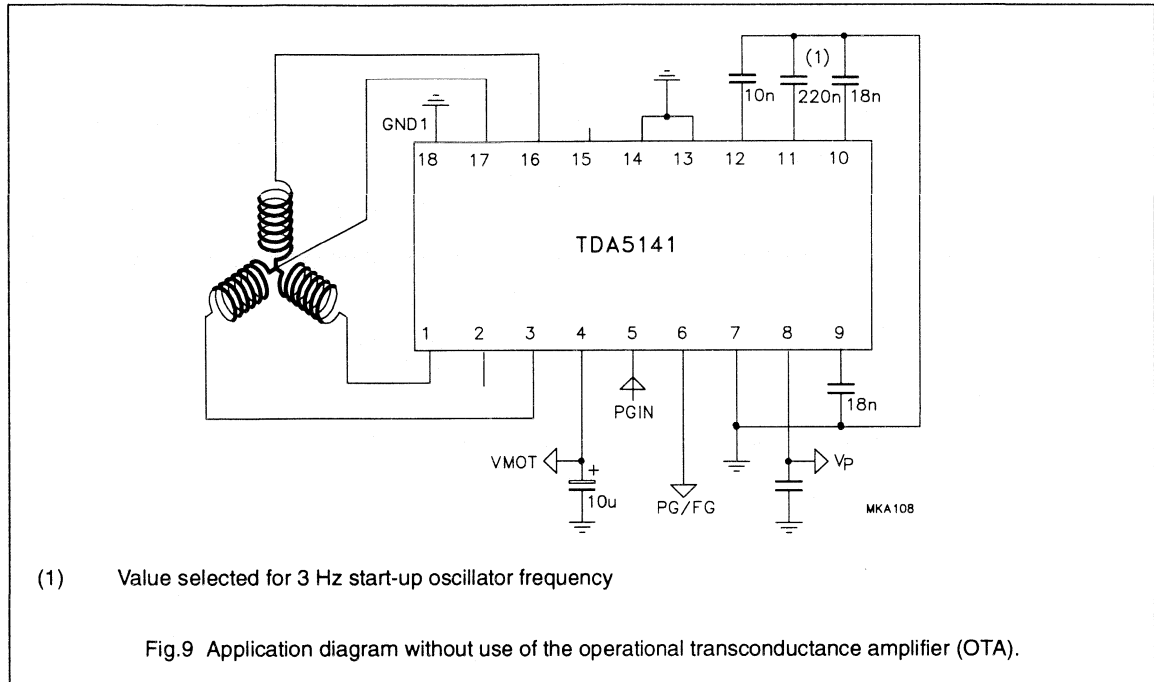 (1)
10n 220n 18n
GND1
18 17 16 15 14 13 12 11 10
TDA5141
1 2 3 4 5 6 7 8 9
18n
PGIN
VMOT
+
VP
10u
PG/FG
MKA108
(1) Value selected for 3 Hz start-up oscillator frequency
Fig.9 Application diagram without use of the operational transconductance amplifier (OTA).